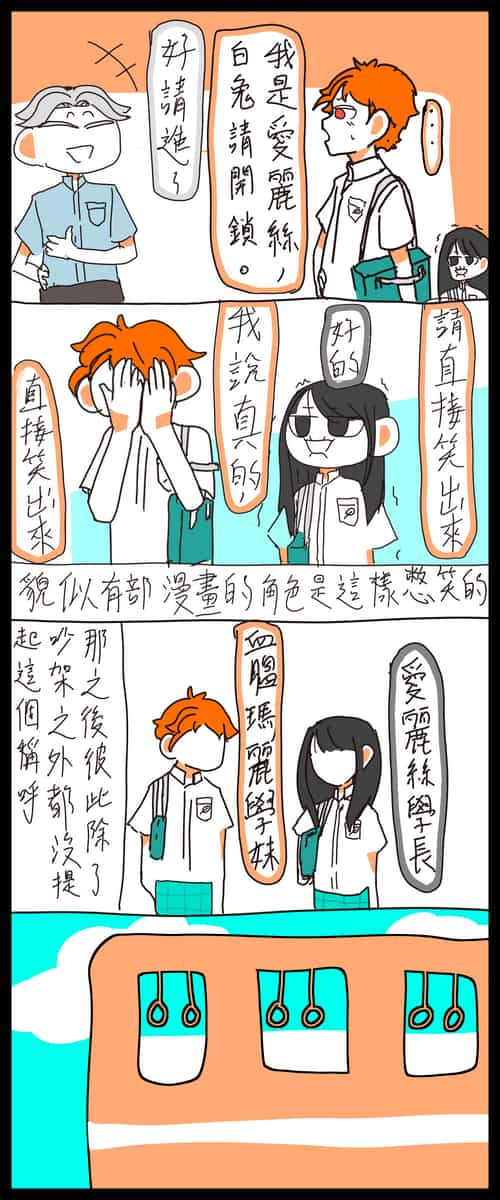 ……
我是愛麗絲，
白兔請開鎖。
好請進~
請直接笑出來
好的
我說真的，
直接笑出來
貌似有部漫畫的角色是這樣憋笑的
愛麗絲學長
血腥瑪麗學妹
那之後彼此除了
吵架之外都沒提
起這個稱呼